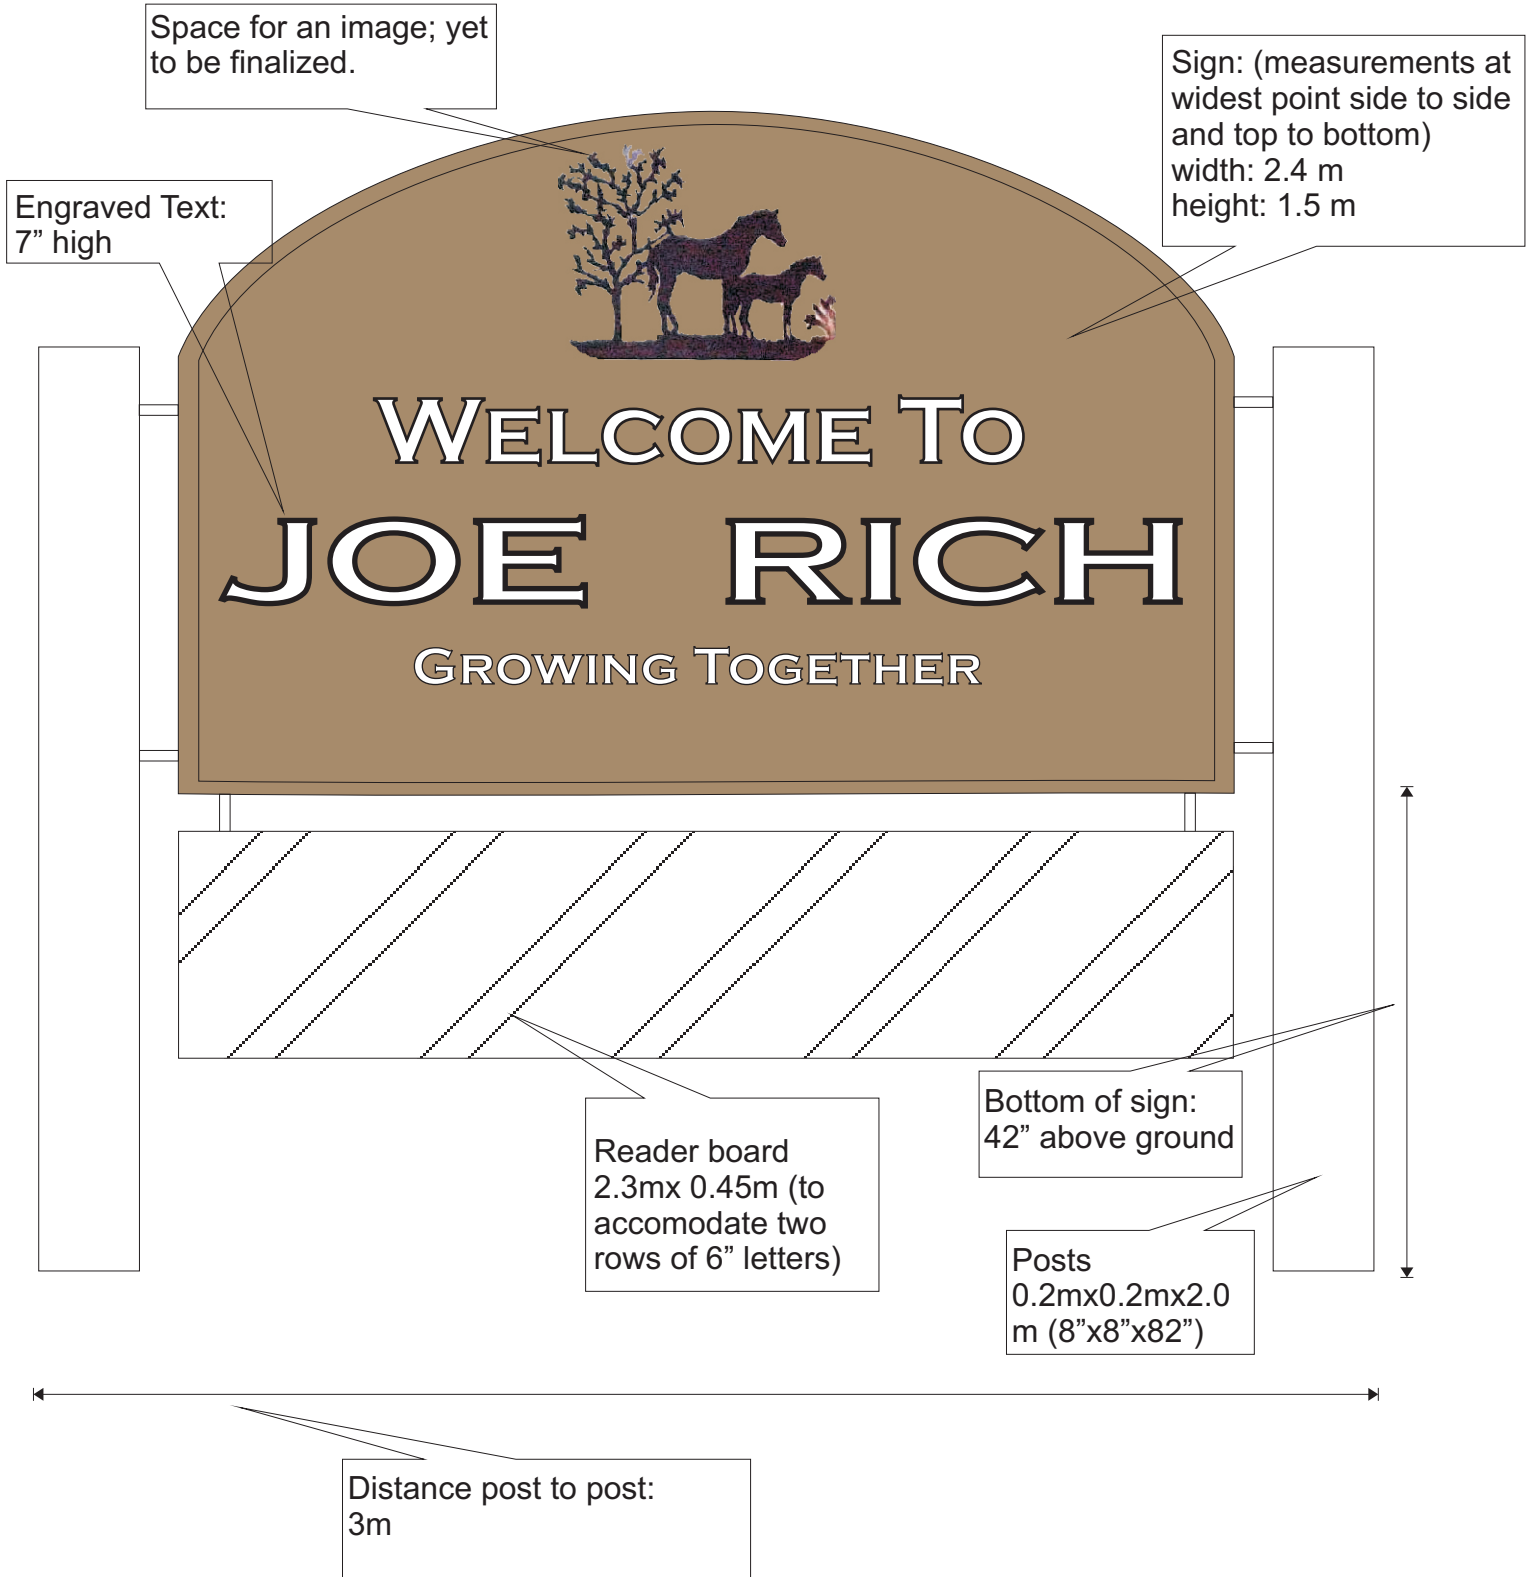 Space for an image; yet
to be finalized.
Sign: (measurements at
widest point side to side
and top to bottom)
width: 2.4 m
height: 1.5 m
Engraved Text:
7” high
WELCOME TO
JOE RICH
GROWING TOGETHER
Bottom of sign:
42” above ground
Reader board
2.3mx 0.45m (to
accomodate two
rows of 6” letters)
Posts
0.2mx0.2mx2.0
m (8”x8”x82”)
Distance post to post:
3m